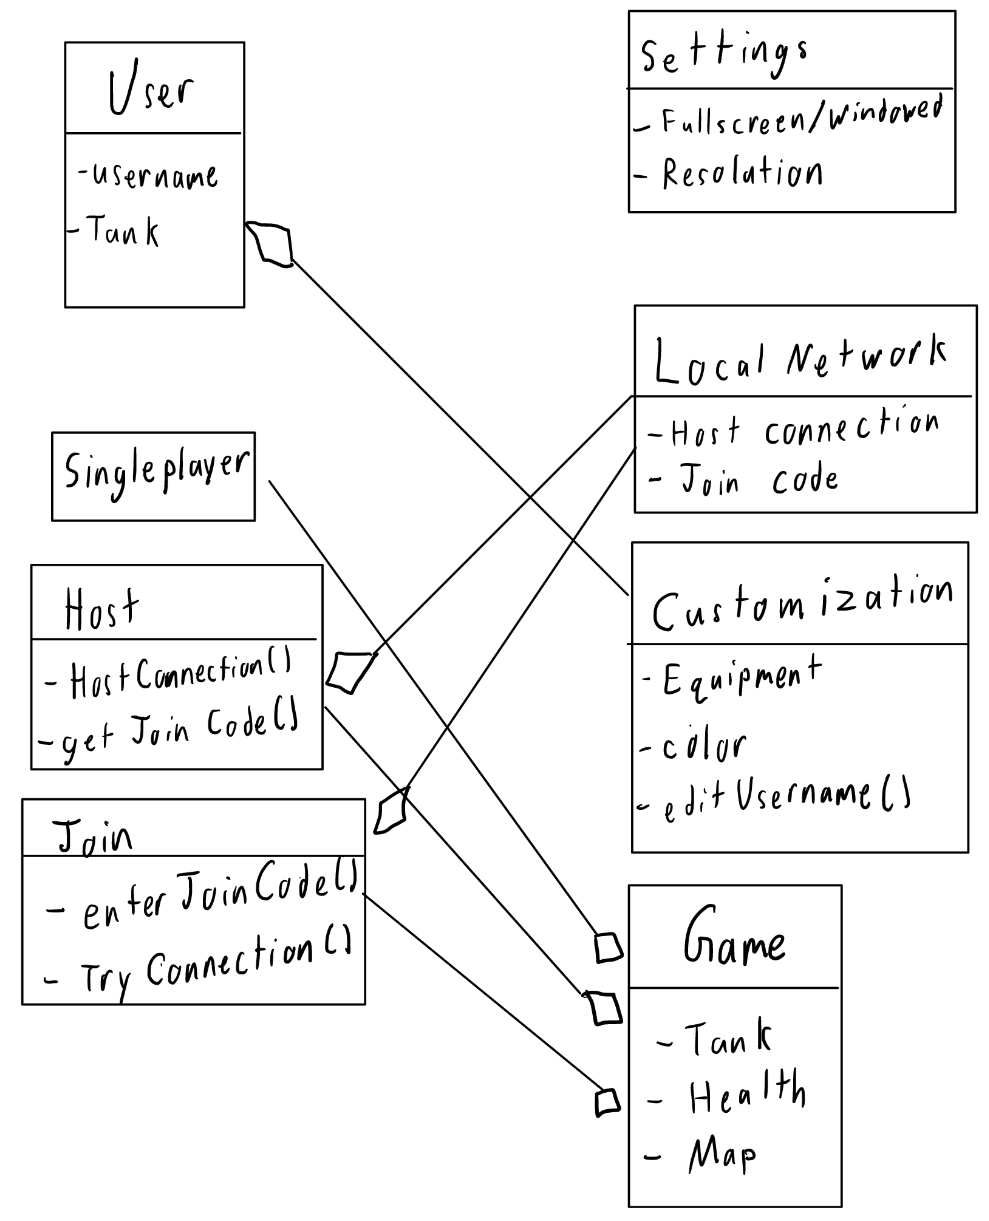 User
-username
-Tank
Settings
- Fullscreen/Windowed
- Resolution
Local Network
- Host connection
- Join code
Singleplayer
Host
- HostConnection()
- get Join Code()
Customization
- Equipment
- color
- editUsername()
Join
- enterJoinCode()
- Try Connection()
Game
- Tank
- Health
- Map